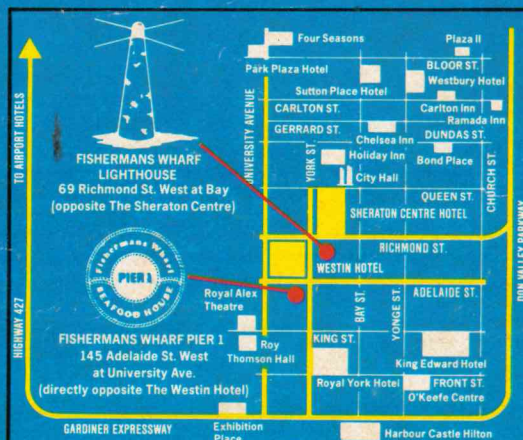 Four Seasons
Plaza II
Park Plaza Hotel
BLOOR ST.
Westbury Hotel
Sutton Place Hotel
CARLTON ST.
Carlton Inn
Ramada Inn
GERRARD ST.
DUNDAS ST.
Chelsea Inn
Bond Place
Holiday Inn
City Hall
TO AIRPORT HOTELS
UNIVERSITY AVENUE
YORK ST.
CHURCH ST.
FISHERMANS WHARF
LIGHTHOUSE
69 Richmond St. West at Bay
(opposite The Sheraton Centre)
QUEEN ST.
SHERATON CENTRE HOTEL
RICHMOND ST.
WESTIN HOTEL
DON VALLEY PARKWAY
Fishermans Wharf
PIER 1
SEAFOOD HOUSE
Royal Alex
Theatre
BAY ST.
YONGE ST.
ADELAIDE ST.
HIGHWAY 427
FISHERMANS WHARF PIER 1
145 Adelaide St. West
at University Ave.
(directly opposite The Westin Hotel)
Roy
Thomson Hall
KING ST.
King Edward Hotel
Royal York Hotel
FRONT ST.
O'Keefe Centre
GARDINER EXPRESSWAY
Exhibition
Place
Harbour Castle Hilton